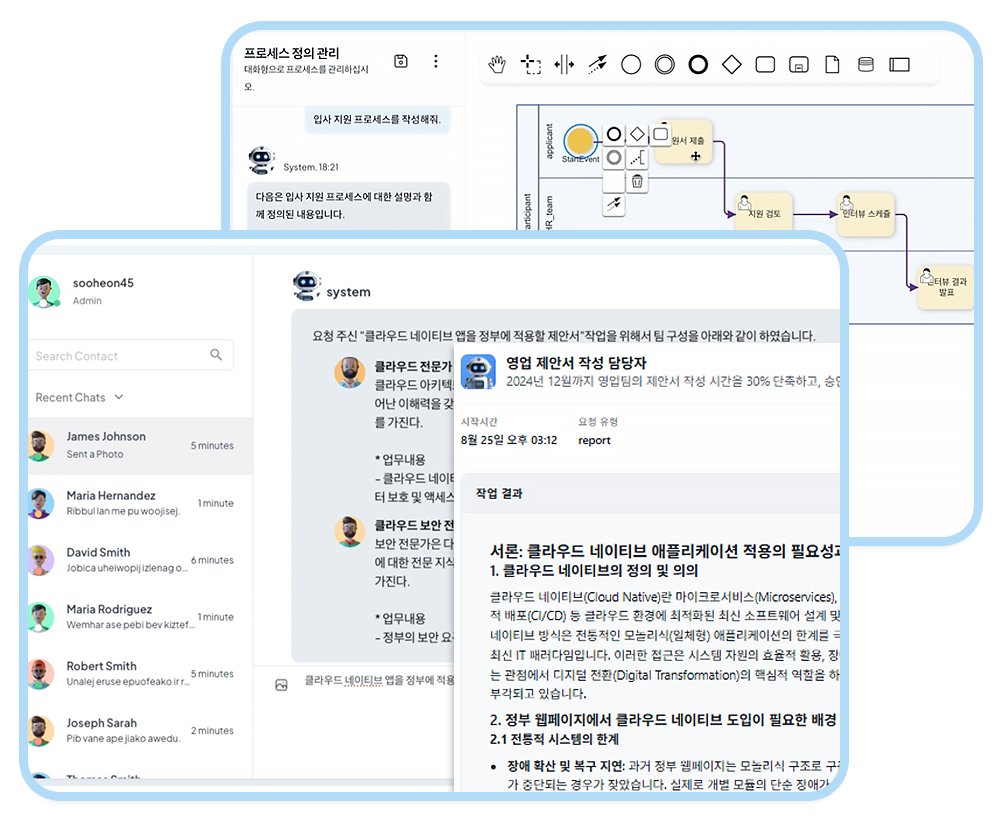 프로세스 정의 관리
대화형으로 프로세스를 관리하십시
오.
입사 지원 프로세스를 작성해줘.
System, 18:21
다음은 입사 지원 프로세스에 대한 설명과 함
께 정의된 내용입니다.
applicant
StartEvent
원서 제출
articipant
HR_team
지원 검토
인터뷰 스케줄
인터뷰 결과
발표
sooheon45
Admin
Search Contact
Recent Chats
James Johnson
Sent a Photo
5 minutes
Maria Hernandez
Ribbul lan me pu woojisej.
1 minute
David Smith
Jobica uheiwopij izlenag o...
6 minutes
Maria Rodriguez
Wemhar ase pebi bev kiztef...
1 minute
Robert Smith
Unalej eruse epuofeako ir r...
5 minutes
Joseph Sarah
Pib vane ape jiako awedu.
2 minutes
Thomas Smith
system
요청 주신 "클라우드 네이티브 앱을 정부에 적용할 제안서"작업을 위해서 팀 구성을 아래와 같이 하였습니다.
클라우드 전문가
클라우드 아키텍
어난 이해력을 갖
를 가진다.
* 업무내용
- 클라우드 네이티
터 보호 및 액세스
클라우드 보안 전
보안 전문가은 다
에 대한 전문 지식
가진다.
* 업무내용
- 정부의 보안 요
클라우드 네이티브 앱을 정부에 적용
영업 제안서 작성 담당자
2024년 12월까지 영업팀의 제안서 작성 시간을 30% 단축하고, 승인
시작시간
요청 유형
8월 25일 오후 03:12
report
작업 결과
서론: 클라우드 네이티브 애플리케이션 적용의 필요성과
1. 클라우드 네이티브의 정의 및 의의
클라우드 네이티브(Cloud Native)란 마이크로서비스(Microservices),
적 배포(CI/CD) 등 클라우드 환경에 최적화된 최신 소프트웨어 설계 및
네이티브 방식은 전통적인 모놀리식(일체형) 애플리케이션의 한계를 극
최신 IT 패러다임입니다. 이러한 접근은 시스템 자원의 효율적 활용, 장
는 관점에서 디지털 전환(Digital Transformation)의 핵심적 역할을 하
부각되고 있습니다.
2. 정부 웹페이지에서 클라우드 네이티브 도입이 필요한 배경
2.1 전통적 시스템의 한계
• 장애 확산 및 복구 지연: 과거 정부 웹페이지는 모놀리식 구조로 구
가 중단되는 경우가 잦았습니다. 실제로 개별 모듈의 단순 장애가